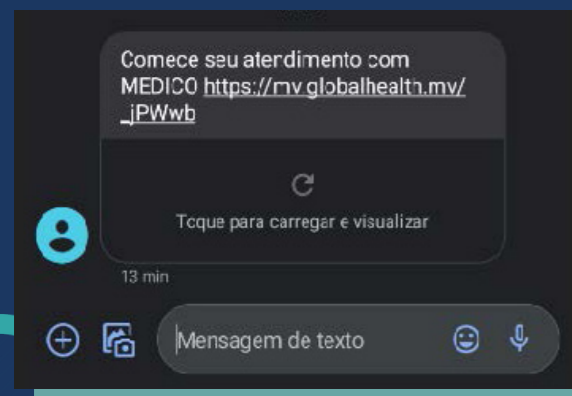 Comece seu atendimento com
MEDICO https://mv.globalhealth.mv/
_jPWwb
Toque para carregar e visualizar
13 min
Mensagem de texto